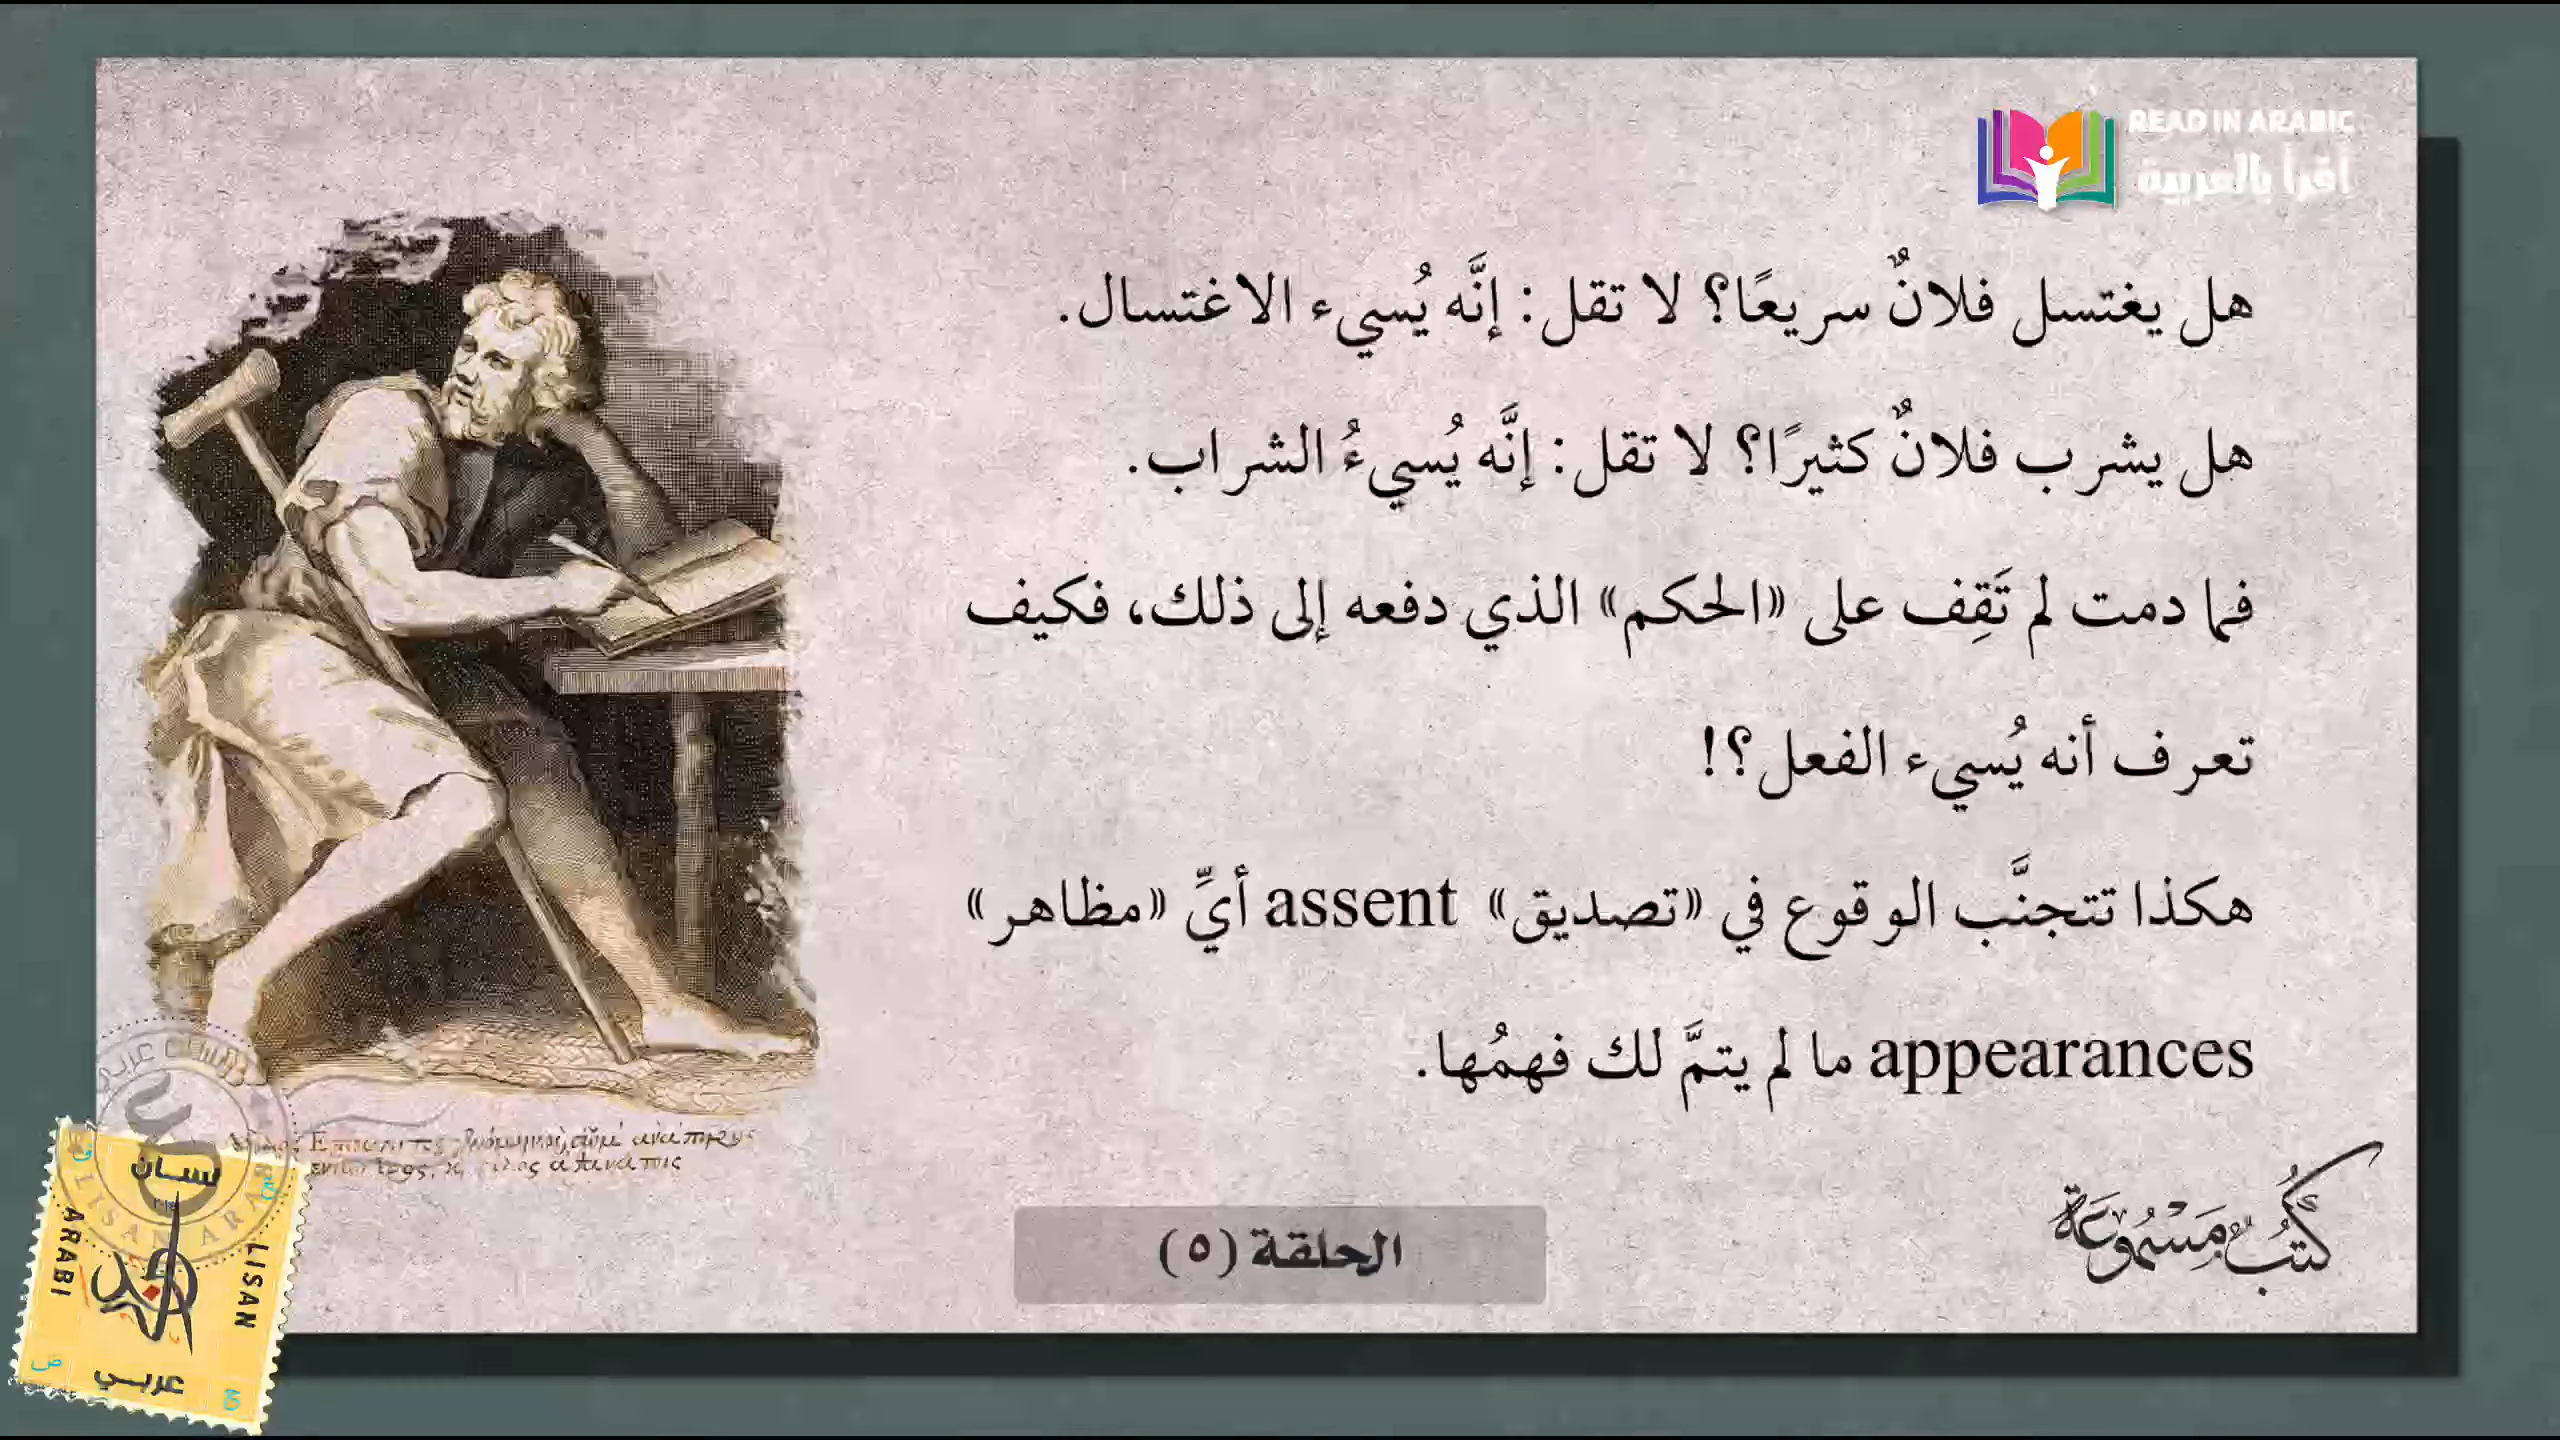 READ IN ARABIC
اقرأ بالعربية
هل يغتسل فلانٌ سريعًا؟ لا تقل: إنَّه يُسيء الاغتسال.
هل يشرب فلانٌ كثيرًا؟ لا تقل: إنَّه يُسيءُ الشراب.
فما دمت لم تَقِف على «الحكم» الذي دفعه إلى ذلك، فكيف
تعرف أنه يُسيء الفعل؟!
هكذا تتجنَّب الوقوع في «تصديق» assent أيِّ «مظاهر»
appearances ما لم يتمَّ لك فهمُها.
كُتُبٌ مَسْمُوعَة
الحلقة (٥)
لسان
ARABI
LISAN
عربي